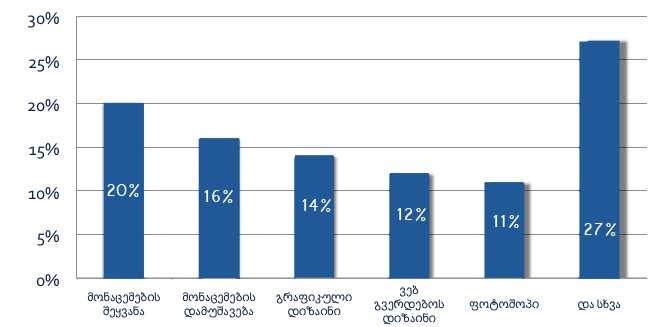 30%
25%
20%
15%
10%
5%
0%
20%
16%
14%
12%
11%
27%
მონაცემების
შეყვანა
მონაცემების
დამუშავება
გრაფიკული
დიზაინი
ვებ
გვერდებოს
დიზაინი
ფოტოშოპი
და სხვა